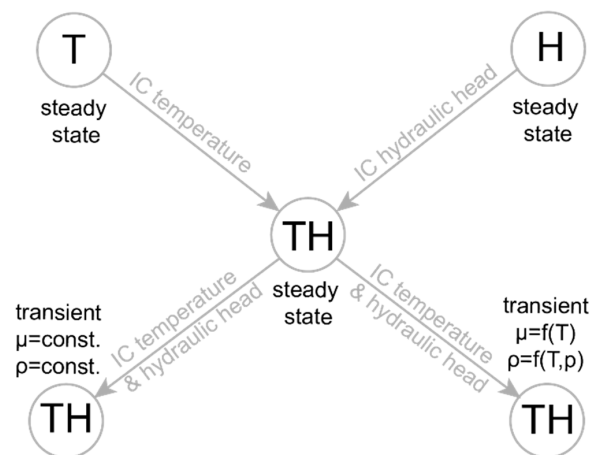 T
steady
state
IC temperature
H
steady
state
IC hydraulic head
TH
steady
state
IC temperature
& hydraulic head
IC temperature
& hydraulic head
transient
μ=const.
ρ=const.
TH
transient
μ=f(T)
ρ=f(T,p)
TH